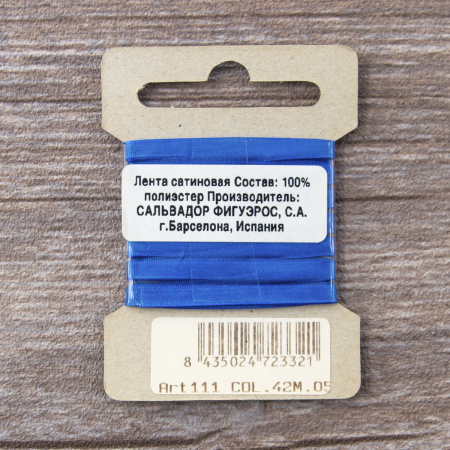 Лента сатиновая Состав: 100%
полиэстер Производитель:
САЛЬВАДОР ФИГУЭРОС, С.А.
г.Барселона, Испания
8 435024 723321
Art111 COL.42M.05